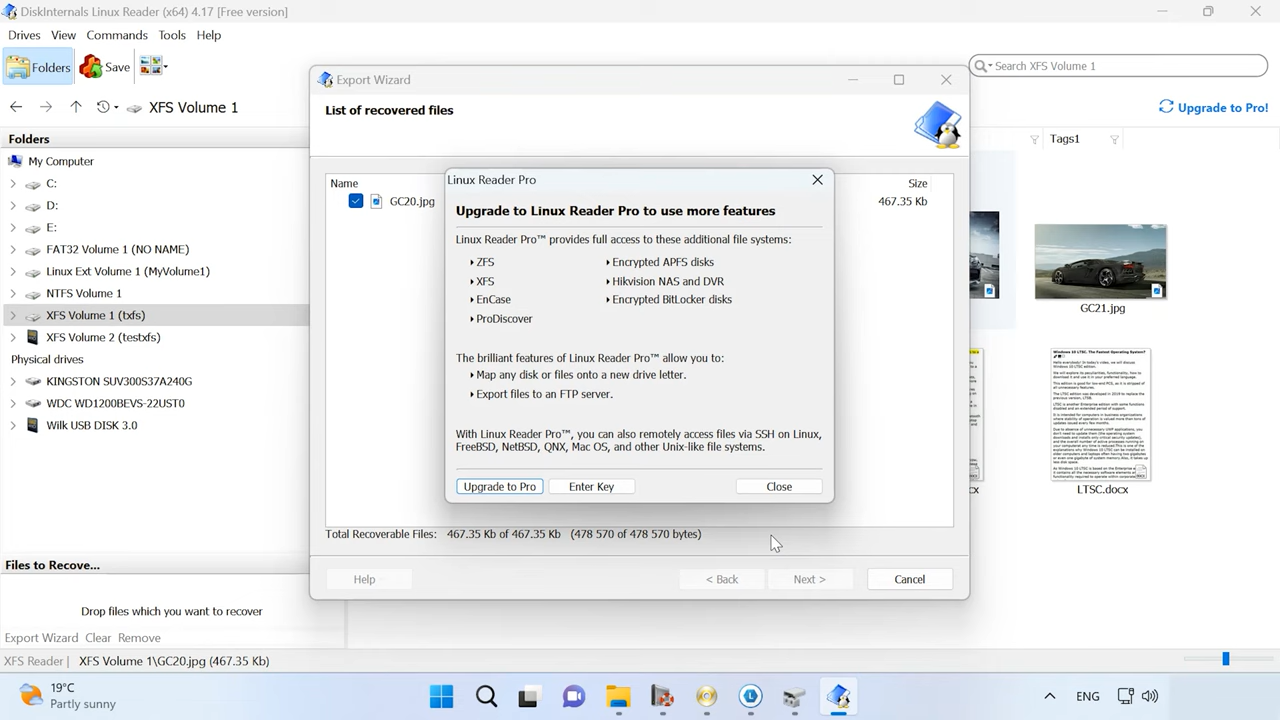 DiskInternals Linux Reader (x64) 4.17 [Free version]
Drives View Commands Tools Help
Folders Save
Search XFS Volume 1
XFS Volume 1
Upgrade to Pro!
Folders
Tags1
My Computer
C:
D:
E:
FAT32 Volume 1 (NO NAME)
Linux Ext Volume 1 (MyVolume1)
NTFS Volume 1
XFS Volume 1 (txfs)
XFS Volume 2 (testxfs)
Physical drives
KINGSTON SUV300S37A240G
WDC WD1200BEVS-22UST0
Wilk USB DISK 3.0
Files to Recove...
Drop files which you want to recover
Export Wizard Clear Remove
XFS Reader | XFS Volume 1\GC20.jpg (467.35 Kb)
Export Wizard
List of recovered files
Name Size
GC20.jpg 467.35 Kb
Linux Reader Pro
Upgrade to Linux Reader Pro to use more features
Linux Reader Pro™ provides full access to these additional file systems:
ZFS Encrypted APFS disks
XFS Hikvision NAS and DVR
EnCase Encrypted BitLocker disks
ProDiscover
The brilliant features of Linux Reader Pro™ allow you to:
Map any disk or files onto a new drive letter.
Export files to an FTP server.
With Linux Reader Pro™, you can also remotely access files via SSH on Linux,
FreeBSD, NetBSD, QNX, Mac OS, and other Unix-like file systems.
Upgrade to Pro Enter Key Close
Total Recoverable Files: 467.35 Kb of 467.35 Kb (478 570 of 478 570 bytes)
Help < Back Next > Cancel
GC21.jpg
cx
LTSC.docx
Windows 10 LTSC. The Fastest Operating System?
19°C
Partly sunny
ENG